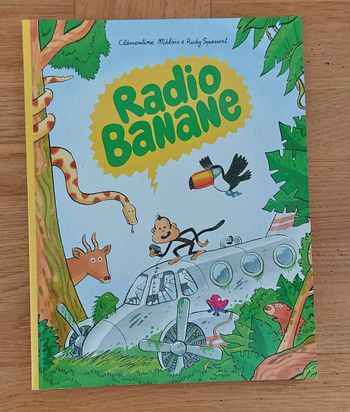 Clémentine Mélois & Rudy Spiessert
Radio
BANANE